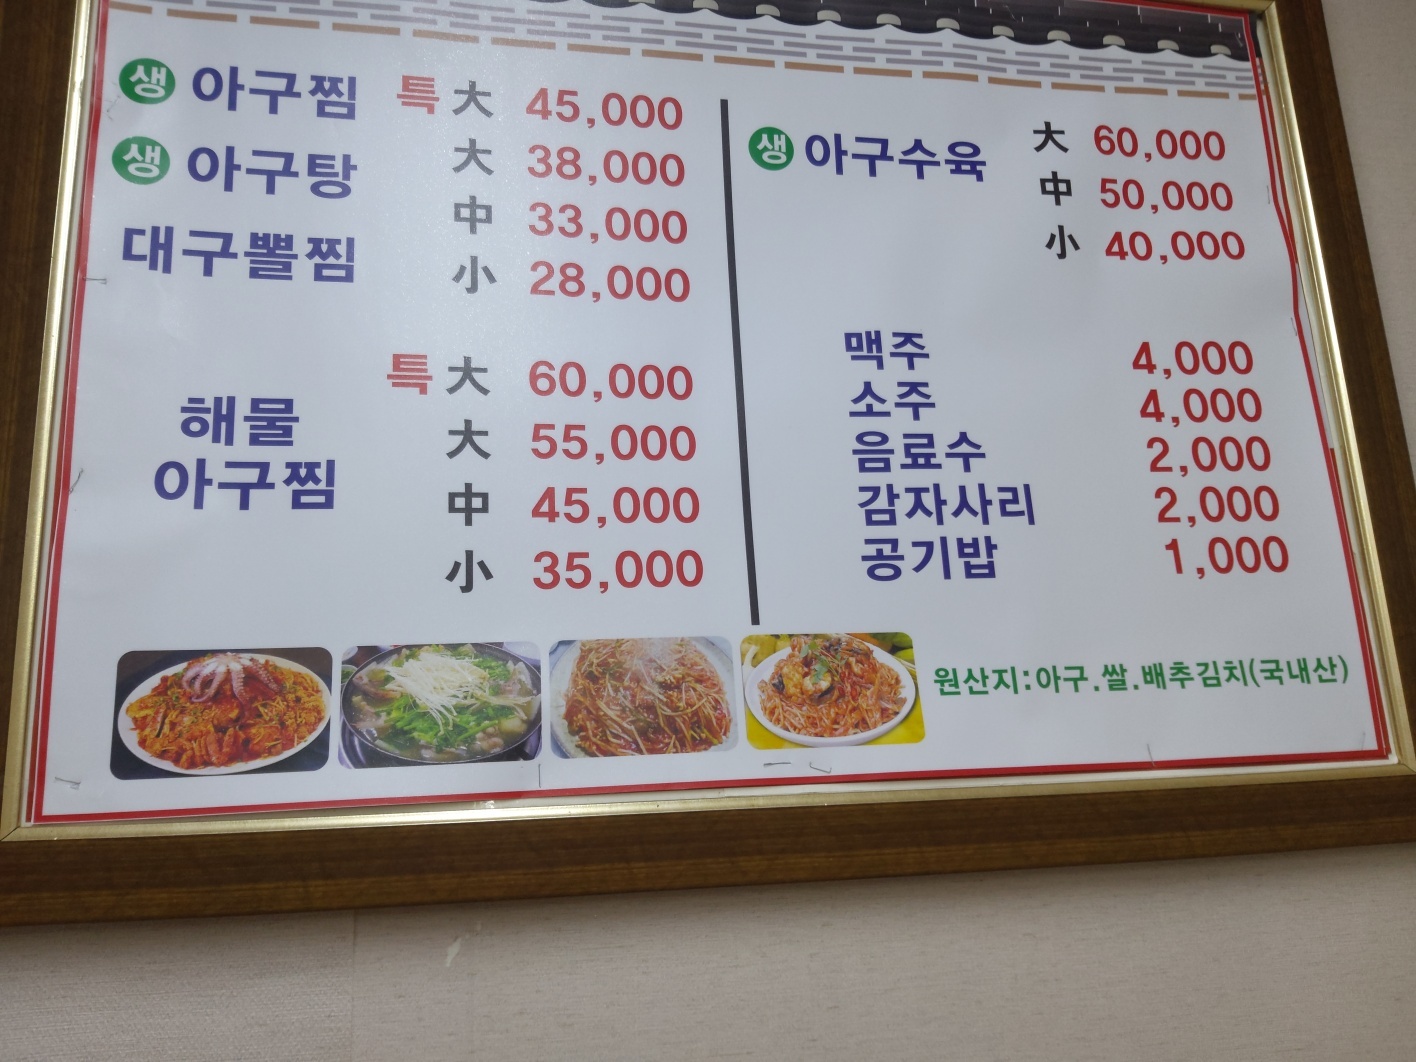 생 아구찜 특 大 45,000
생 아구탕 大 38,000
中 33,000
대구뽈찜 小 28,000
해물 아구찜 특 大 60,000
大 55,000
中 45,000
小 35,000
생 아구수육 大 60,000
中 50,000
小 40,000
맥주 4,000
소주 4,000
음료수 2,000
감자사리 2,000
공기밥 1,000
원산지:아구.쌀.배추김치(국내산)